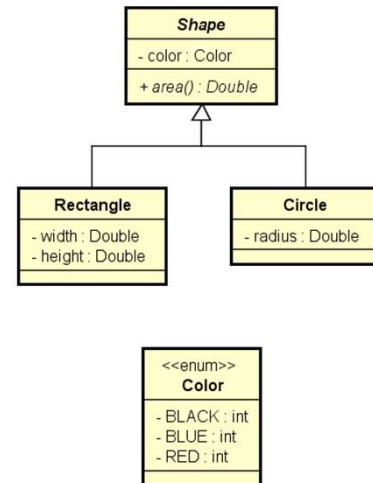 Shape
- color : Color
+ area() : Double
Rectangle
- width : Double
- height : Double
Circle
- radius : Double
<<enum>>
Color
- BLACK : int
- BLUE : int
- RED : int